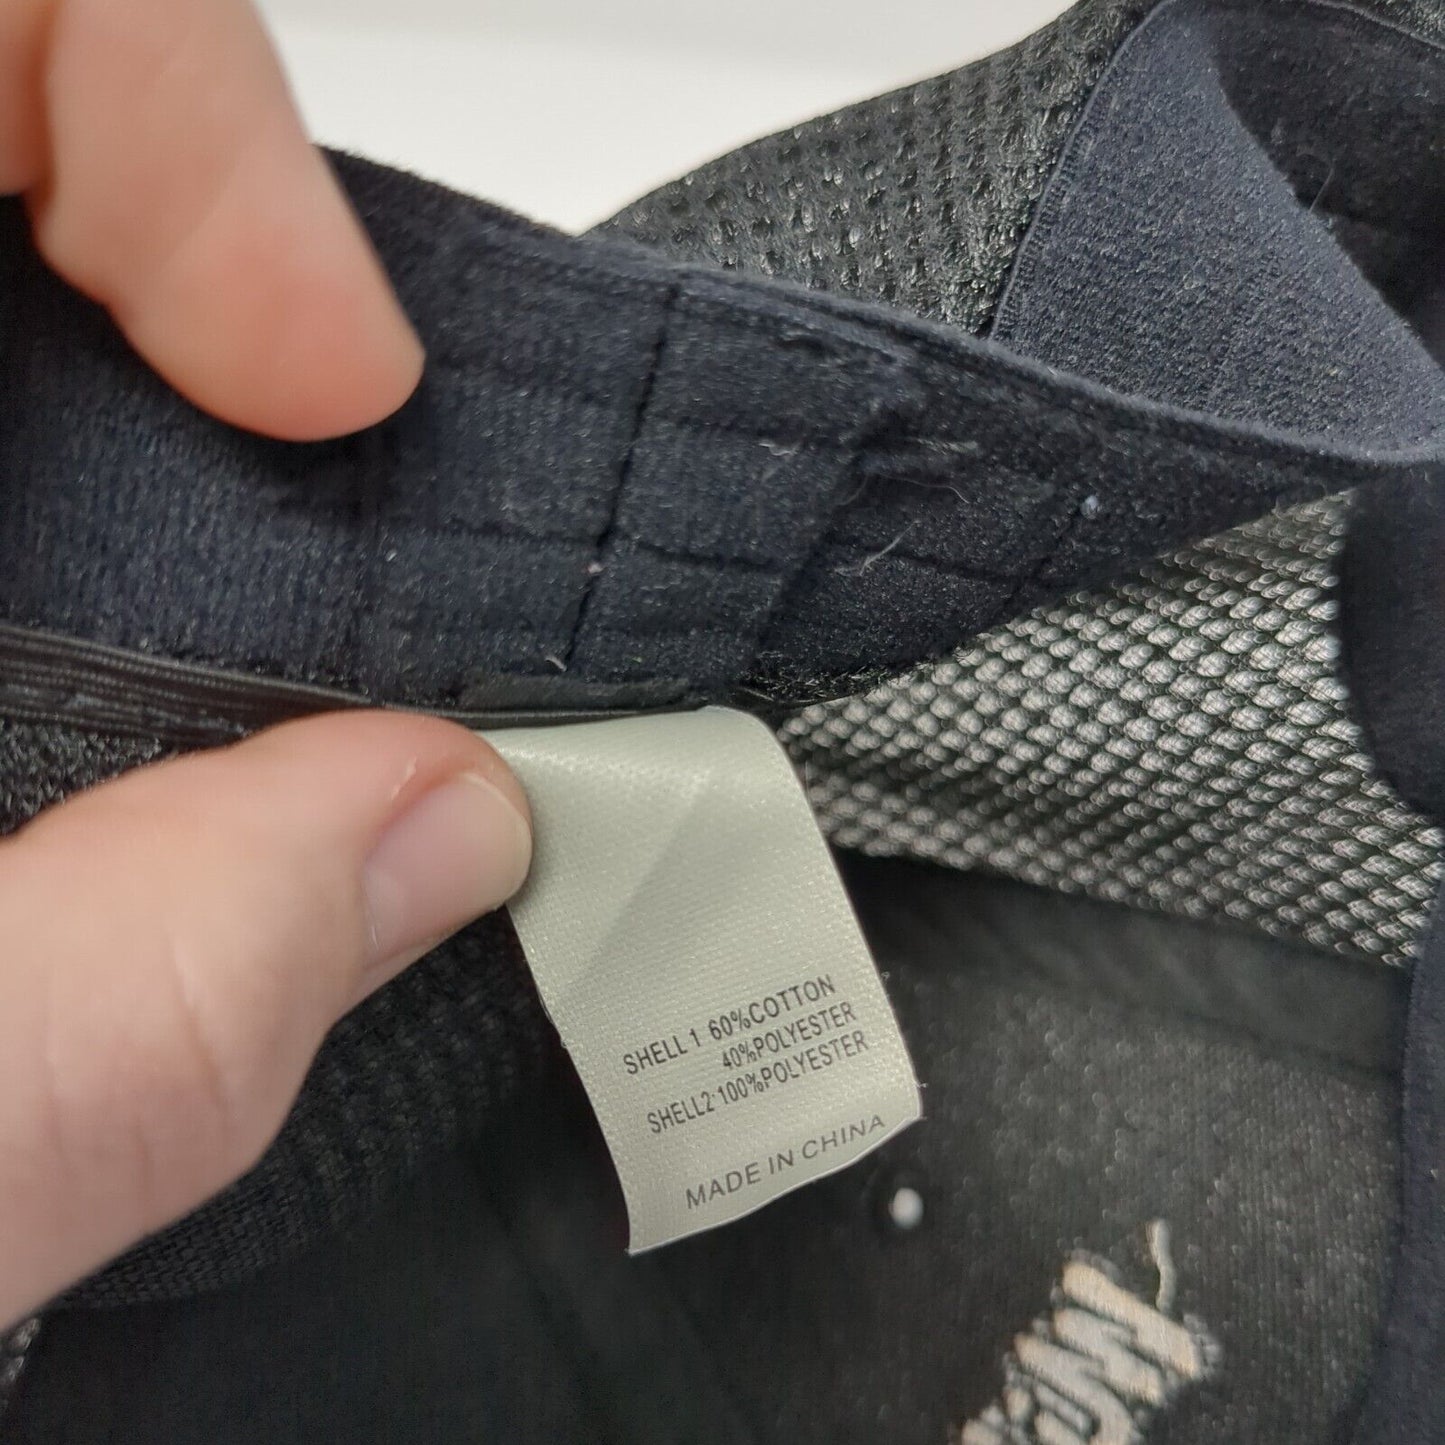 SHELL 1 60%COTTON
40%POLYESTER
SHELL2:100%POLYESTER
MADE IN CHINA